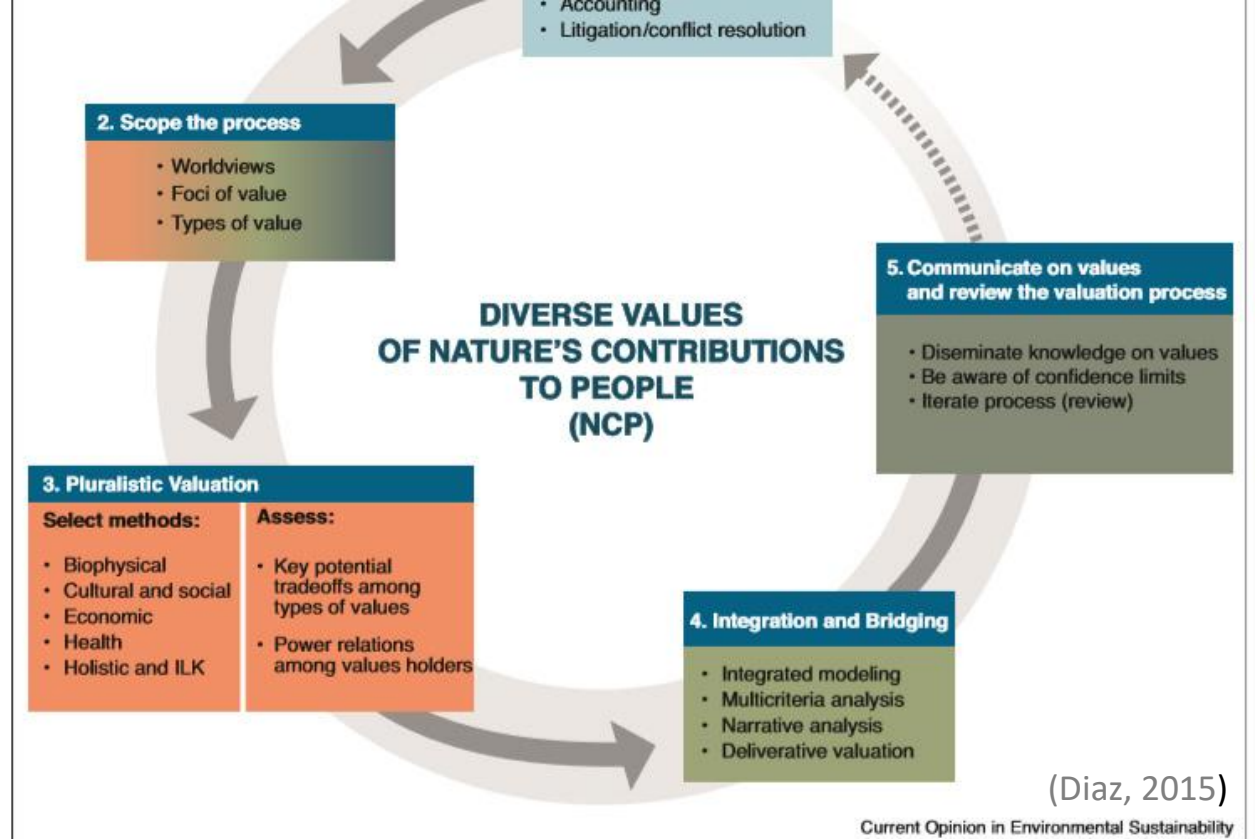 • Accounting
• Litigation/conflict resolution
2. Scope the process
• Worldviews
• Foci of value
• Types of value
DIVERSE VALUES
OF NATURE'S CONTRIBUTIONS
TO PEOPLE
(NCP)
5. Communicate on values
and review the valuation process
• Diseminate knowledge on values
• Be aware of confidence limits
• Iterate process (review)
3. Pluralistic Valuation
Select methods:
• Biophysical
• Cultural and social
• Economic
• Health
• Holistic and ILK
Assess:
• Key potential
tradeoffs among
types of values
• Power relations
among values holders
4. Integration and Bridging
• Integrated modeling
• Multicriteria analysis
• Narrative analysis
• Deliverative valuation
(Diaz, 2015)
Current Opinion in Environmental Sustainability